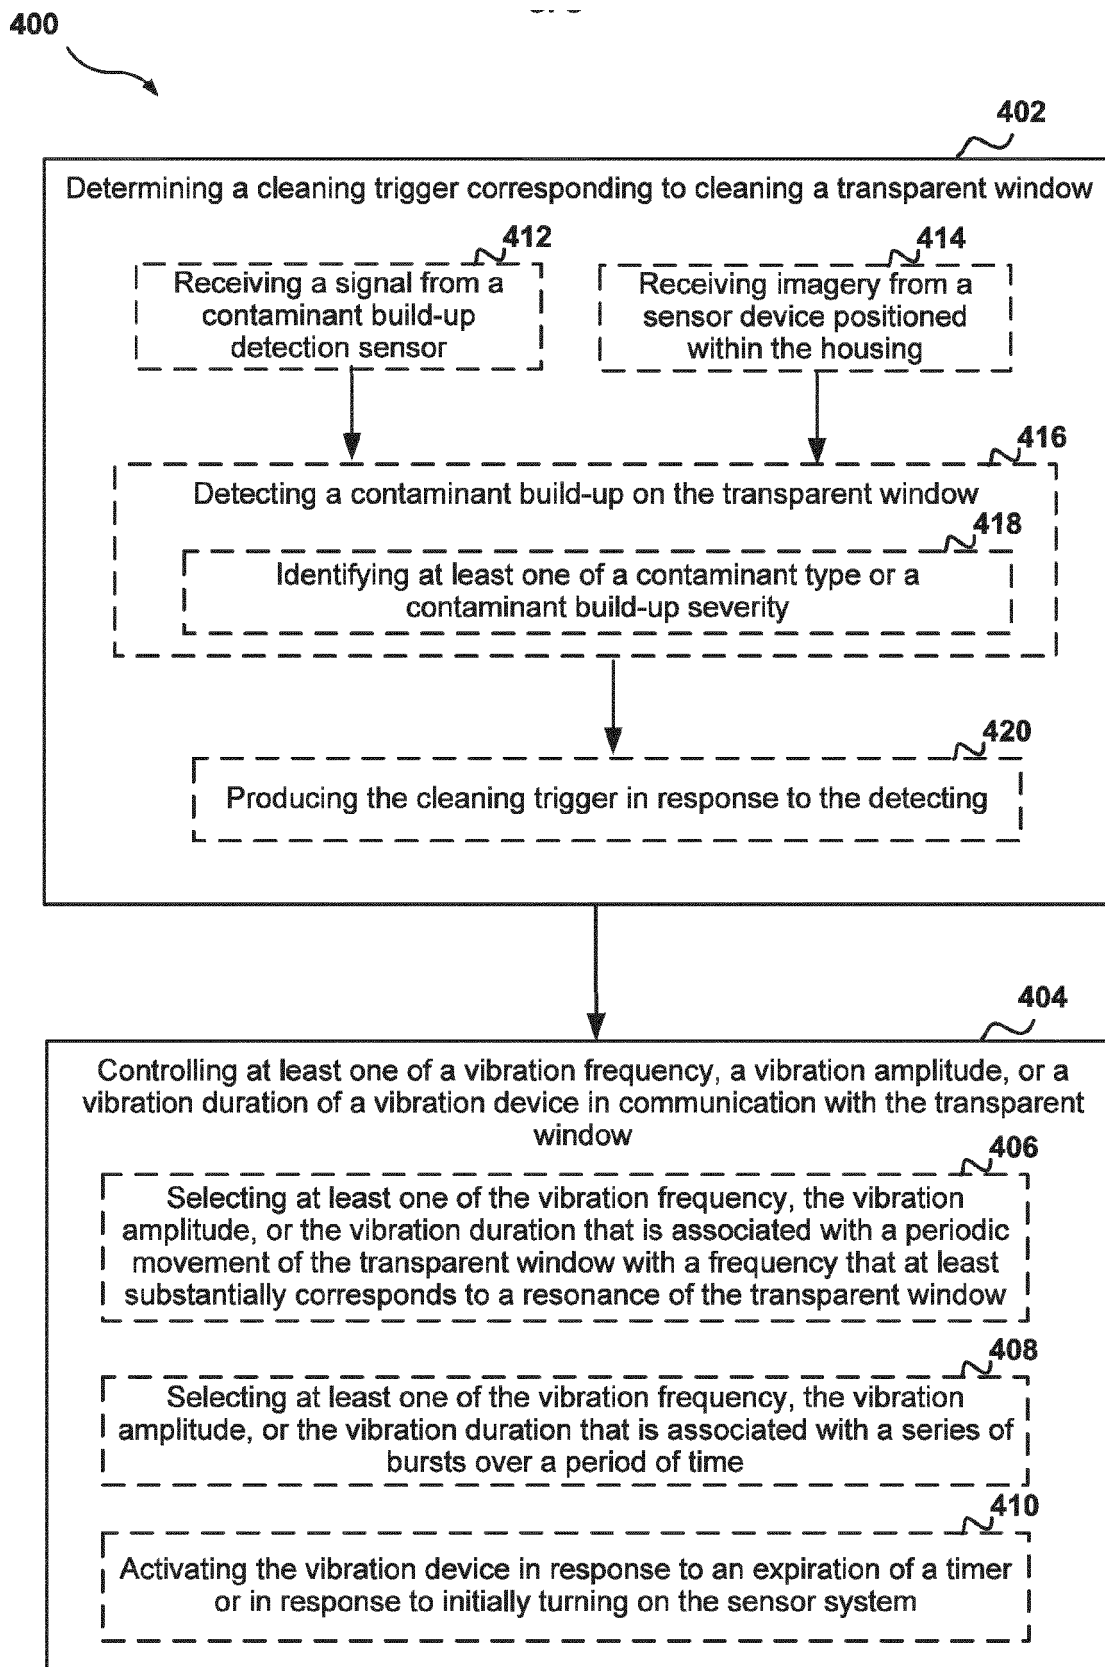 400
402
Determining a cleaning trigger corresponding to cleaning a transparent window
412
Receiving a signal from a
contaminant build-up
detection sensor
414
Receiving imagery from a
sensor device positioned
within the housing
416
Detecting a contaminant build-up on the transparent window
418
Identifying at least one of a contaminant type or a
contaminant build-up severity
420
Producing the cleaning trigger in response to the detecting
404
Controlling at least one of a vibration frequency, a vibration amplitude, or a
vibration duration of a vibration device in communication with the transparent
window
406
Selecting at least one of the vibration frequency, the vibration
amplitude, or the vibration duration that is associated with a periodic
movement of the transparent window with a frequency that at least
substantially corresponds to a resonance of the transparent window
408
Selecting at least one of the vibration frequency, the vibration
amplitude, or the vibration duration that is associated with a series of
bursts over a period of time
410
Activating the vibration device in response to an expiration of a timer
or in response to initially turning on the sensor system